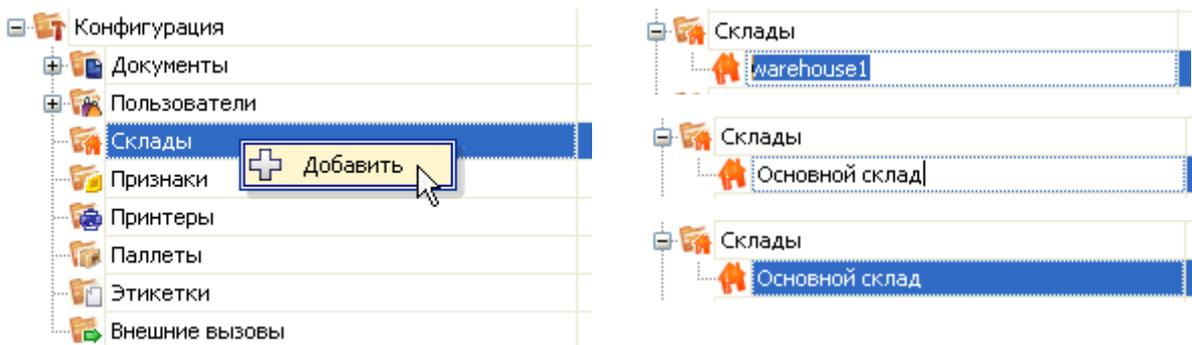 Конфигурация
Документы
Пользователи
Склады
Добавить
Признаки
Принтеры
Паллеты
Этикетки
Внешние вызовы
Склады
warehouse1
Склады
Основной склад
Склады
Основной склад